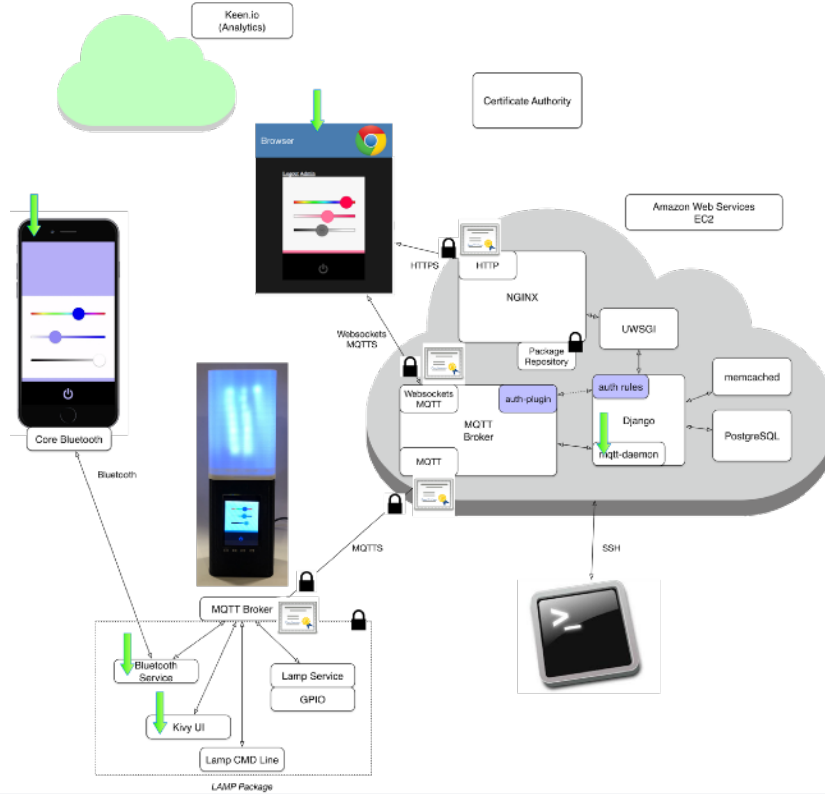 Keen.io
(Analytics)
Certificate Authority
Browser
Logout Admin
Amazon Web Services
EC2
HTTPS
HTTP
NGINX
UWSGI
Package
Repository
Websockets
MQTTS
Websockets
MQTT
auth-plugin
auth rules
memcached
MQTT
Broker
Django
PostgreSQL
mqtt-daemon
MQTT
Core Bluetooth
Bluetooth
MQTTS
SSH
>_
MQTT Broker
Bluetooth
Service
Lamp Service
GPIO
Kivy UI
Lamp CMD Line
LAMP Package